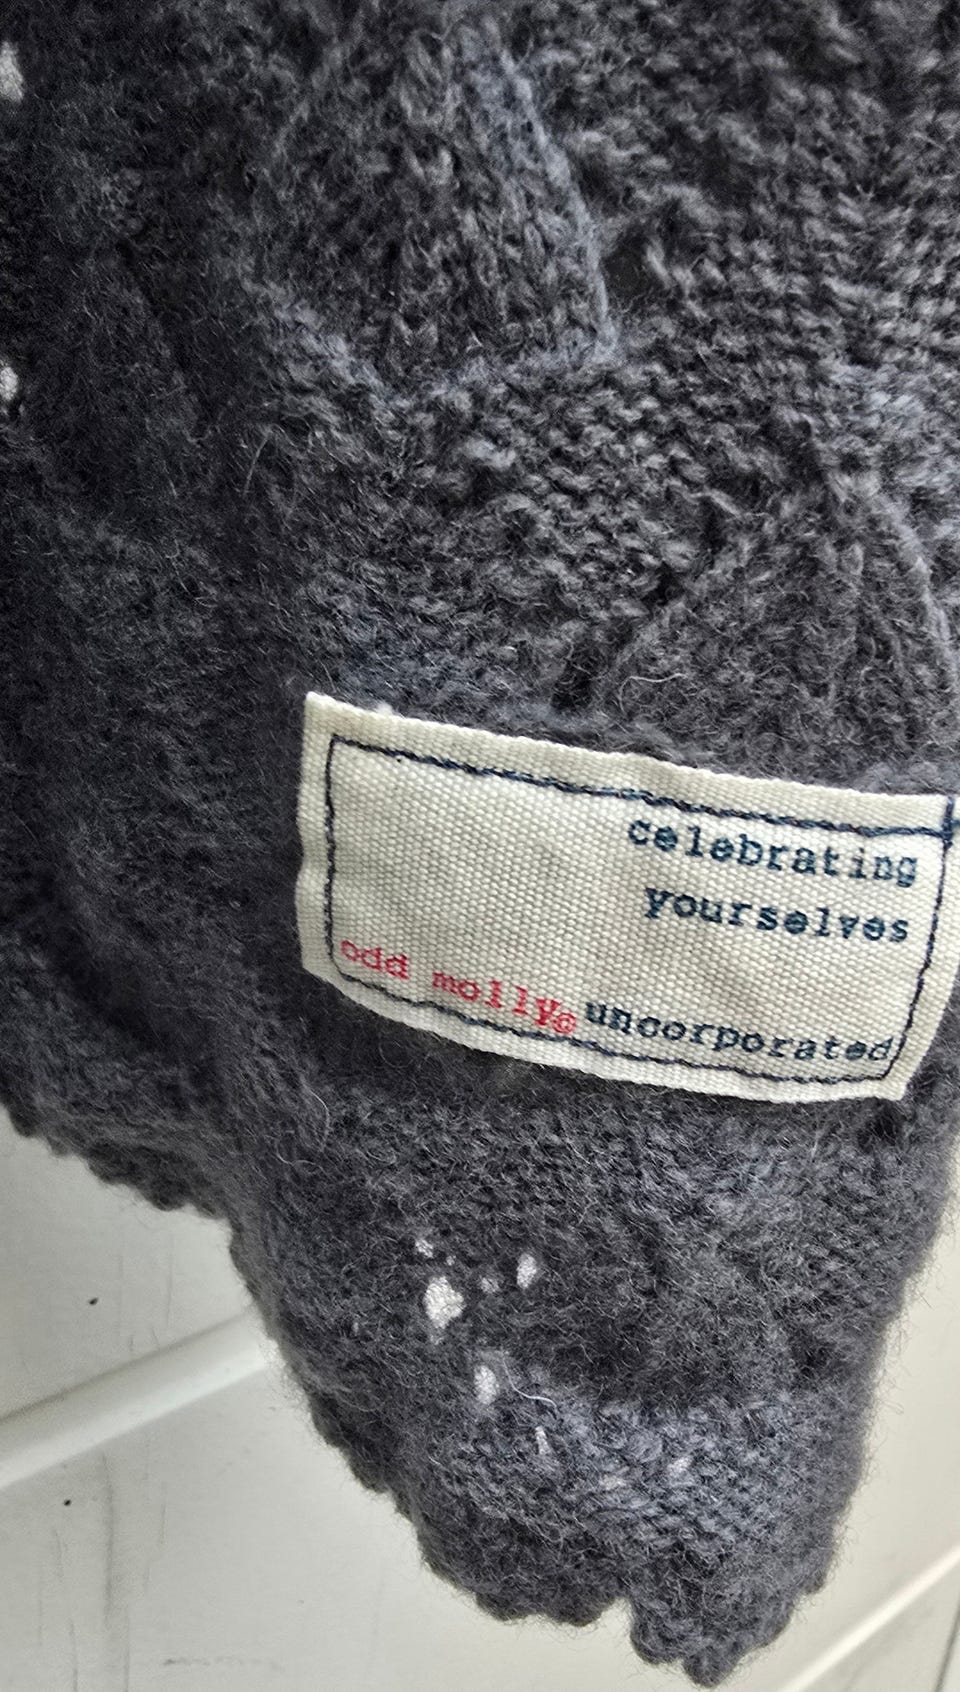 celebrating
yourselves
odd molly© uncorporated